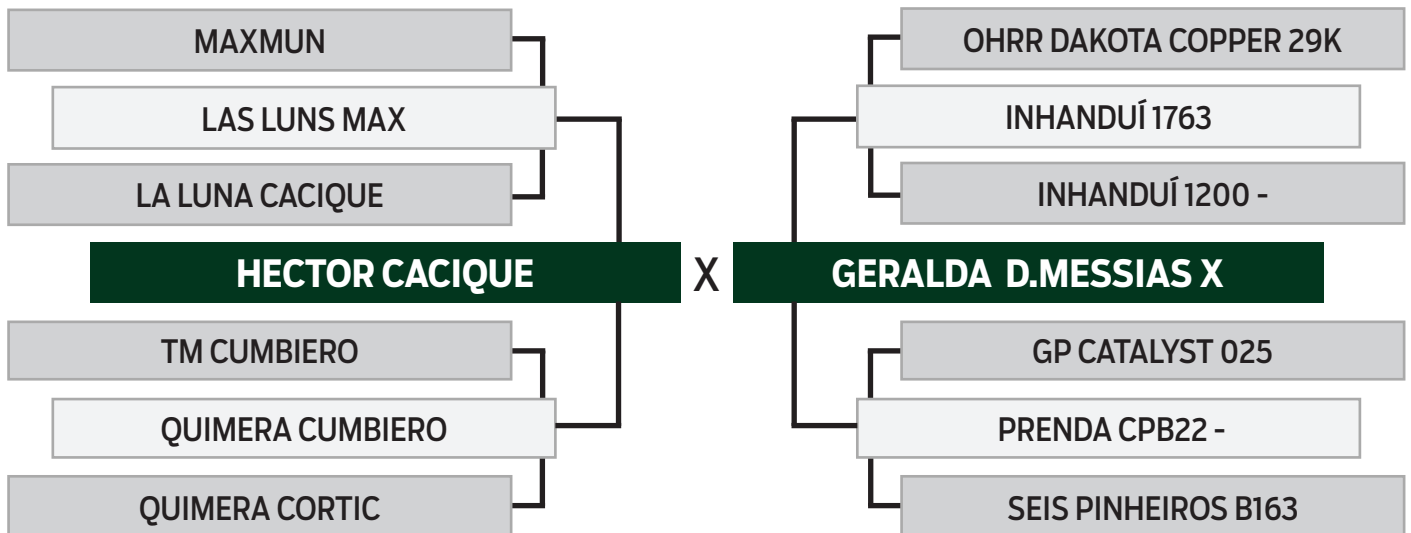 MAXMUN
OHRR DAKOTA COPPER 29K
LAS LUNS MAX
INHANDUÍ 1763
LA LUNA CACIQUE
INHANDUÍ 1200 -
HECTOR CACIQUE
X
GERALDA D.MESSIAS X
TM CUMBIERO
GP CATALYST 025
QUIMERA CUMBIERO
PRENDA CPB22 -
QUIMERA CORTIC
SEIS PINHEIROS B163